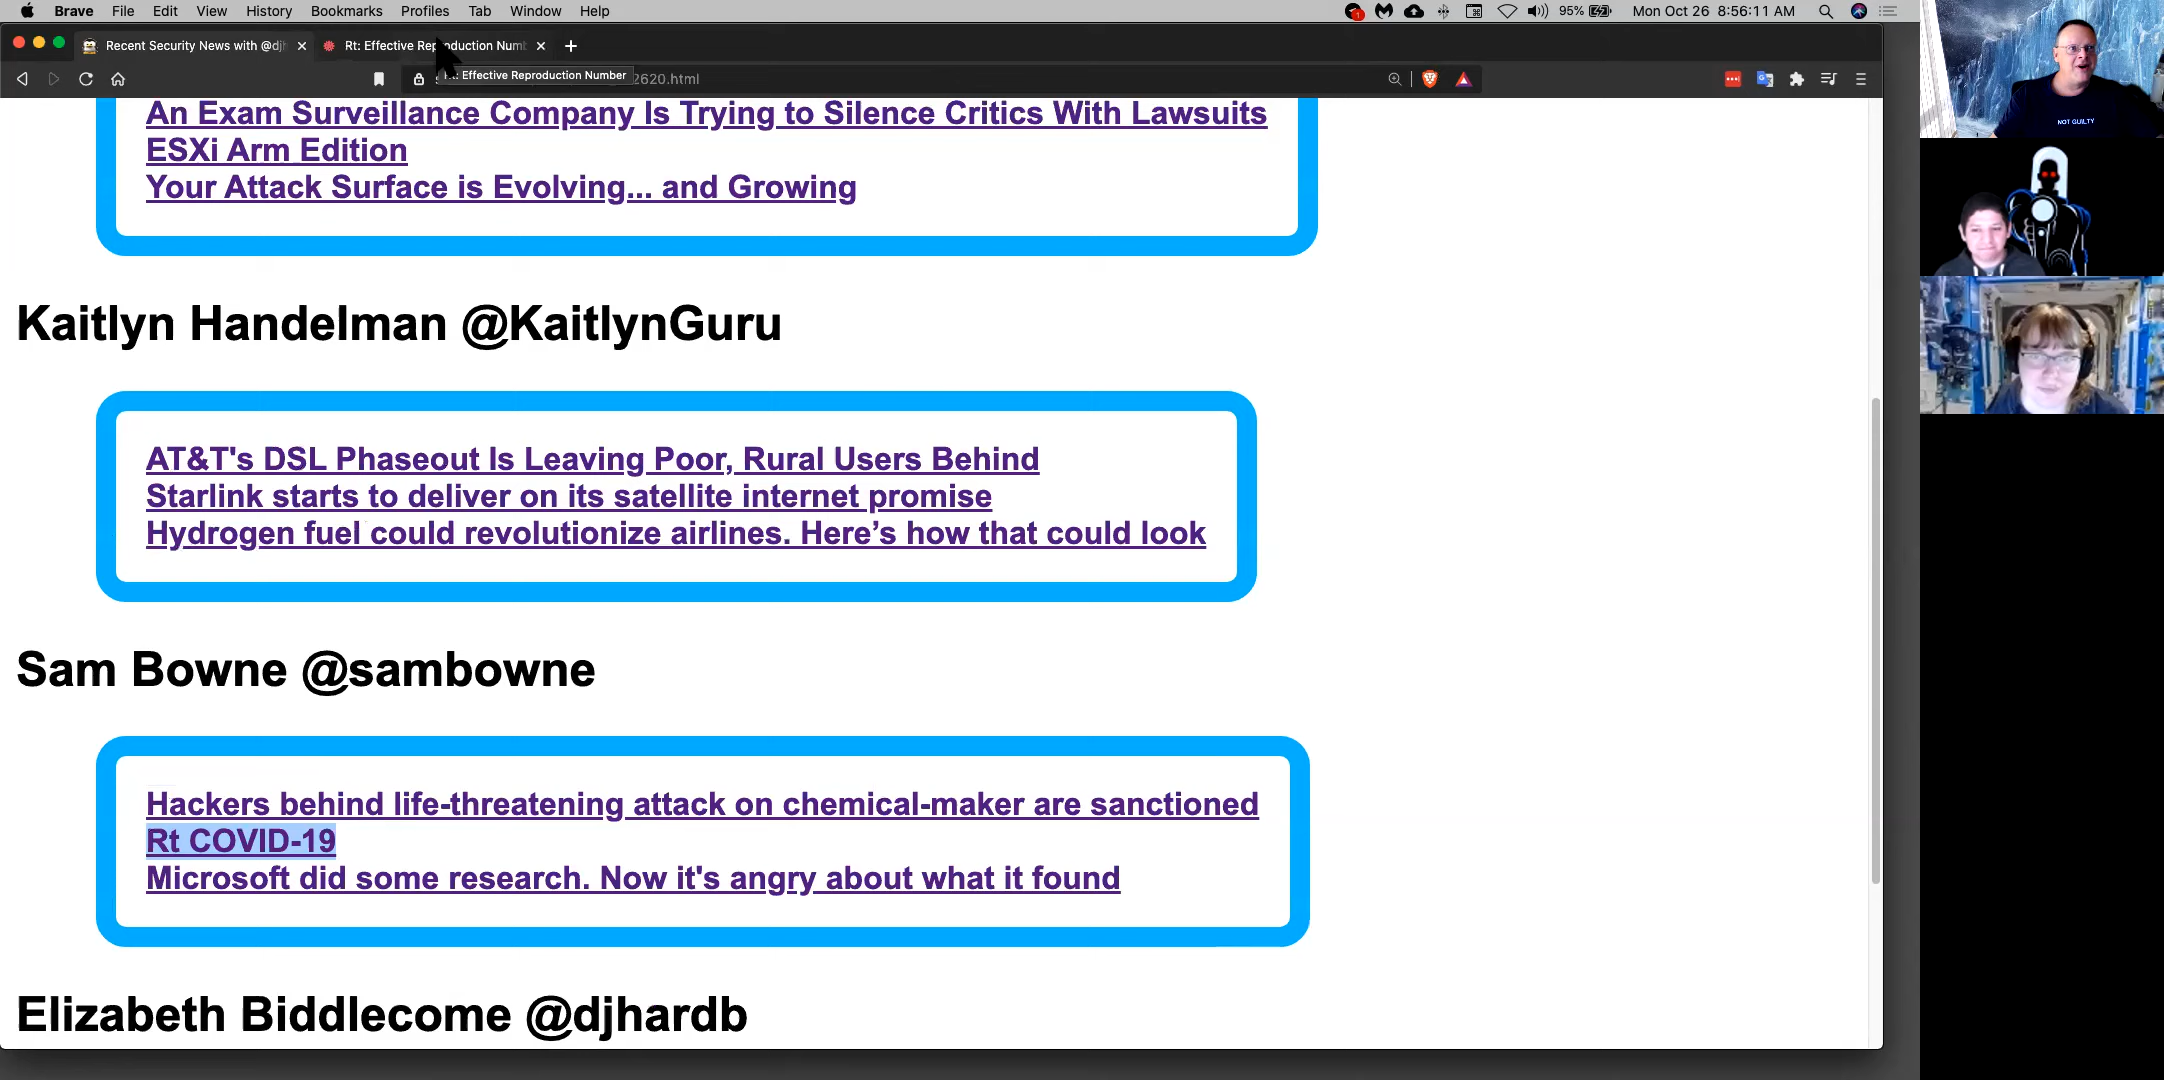 Brave File Edit View History Bookmarks Profiles Tab Window Help 95% Mon Oct 26 8:56:11 AM
Recent Security News with @djh Rt: Effective Reproduction Num
Rt: Effective Reproduction Number 2620.html
An Exam Surveillance Company Is Trying to Silence Critics With Lawsuits
ESXi Arm Edition
Your Attack Surface is Evolving... and Growing
Kaitlyn Handelman @KaitlynGuru
AT&T's DSL Phaseout Is Leaving Poor, Rural Users Behind
Starlink starts to deliver on its satellite internet promise
Hydrogen fuel could revolutionize airlines. Here’s how that could look
Sam Bowne @sambowne
Hackers behind life-threatening attack on chemical-maker are sanctioned
Rt COVID-19
Microsoft did some research. Now it's angry about what it found
Elizabeth Biddlecome @djhardb
NOT GUILTY